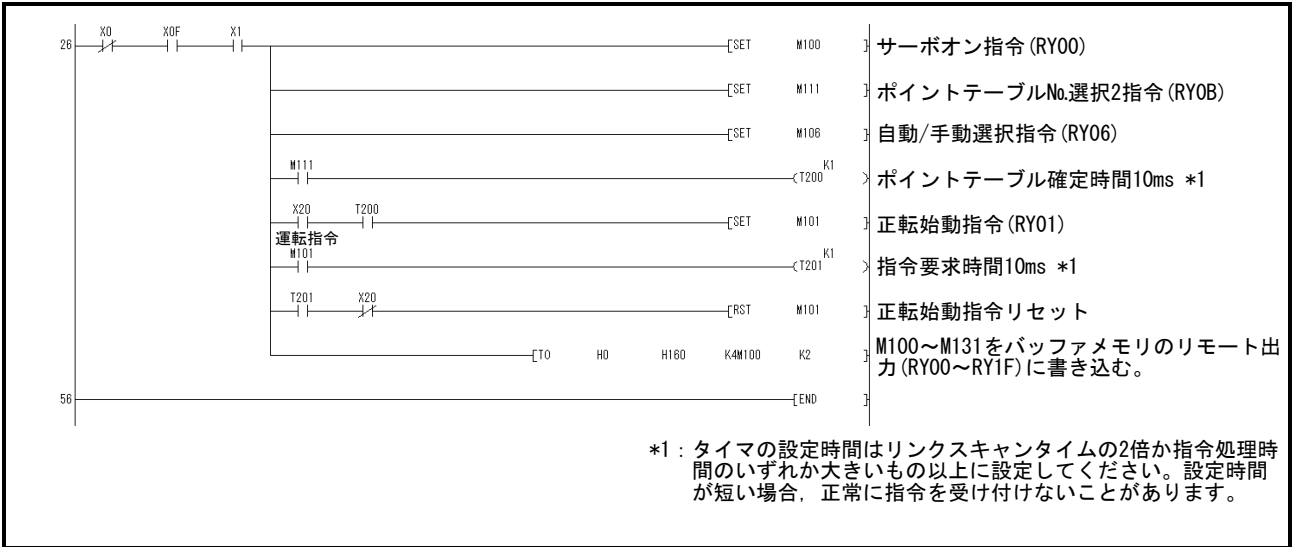 X0 X0F X1
26 [SET M100 ] サーボオン指令(RY00)
[SET M111 ] ポイントテーブル№選択2指令(RY0B)
[SET M106 ] 自動/手動選択指令(RY06)
M111 K1
(T200 ) ポイントテーブル確定時間10ms *1
X20 T200
[SET M101 ] 正転始動指令(RY01)
運転指令
M101 K1
(T201 ) 指令要求時間10ms *1
T201 X20
[RST M101 ] 正転始動指令リセット
[TO H0 H160 K4M100 K2 ] M100～M131をバッファメモリのリモート出
力(RY00～RY1F)に書き込む。
56 [END ]
*1：タイマの設定時間はリンクスキャンタイムの2倍か指令処理時
間のいずれか大きいもの以上に設定してください。設定時間
が短い場合，正常に指令を受け付けないことがあります。